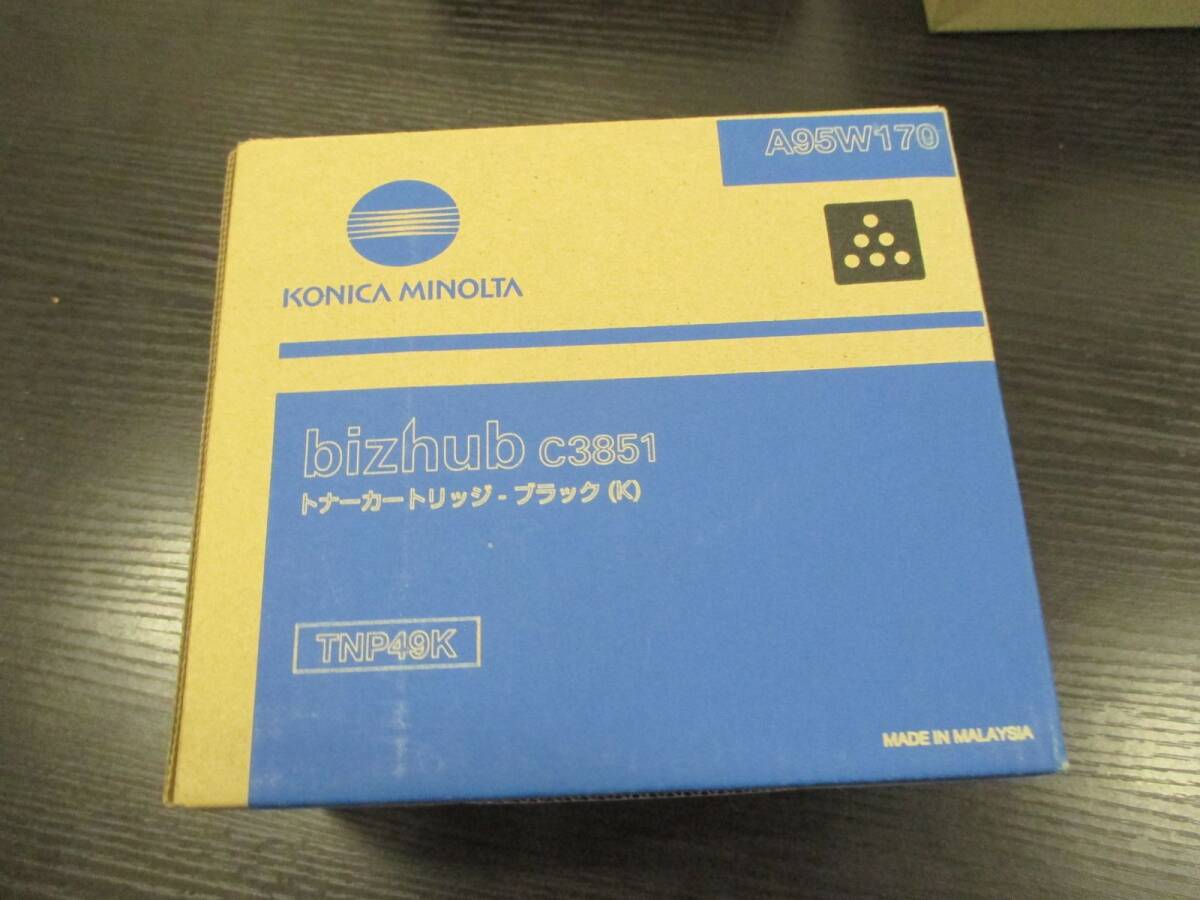 A95W170
KONICA MINOLTA
bizhub C3851
トナーカートリッジ - ブラック (K)
TNP49K
MADE IN MALAYSIA